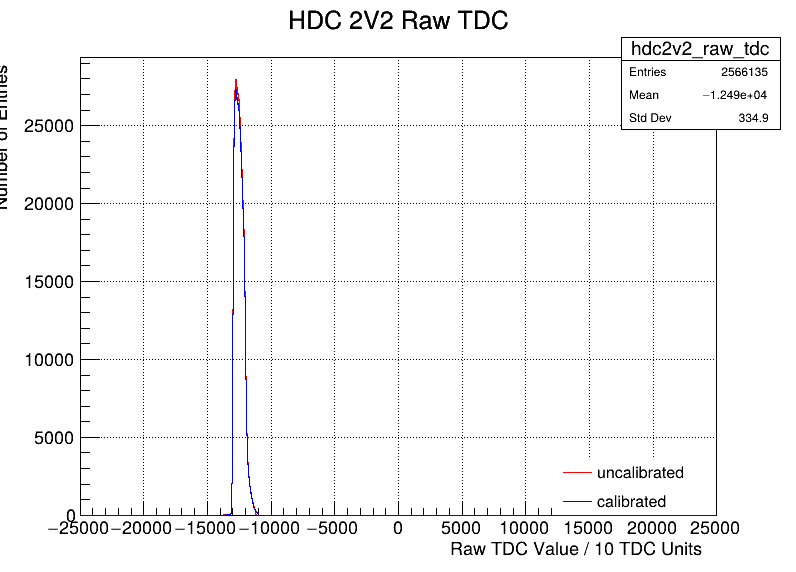 HDC 2V2 Raw TDC
hdc2v2_raw_tdc
Entries 2566135
Mean −1.249e+04
Std Dev 334.9
Number of Entries
25000
20000
15000
10000
5000
0
uncalibrated
calibrated
−25000 −20000 −15000 −10000 −5000 0 5000 10000 15000 20000 25000
Raw TDC Value / 10 TDC Units